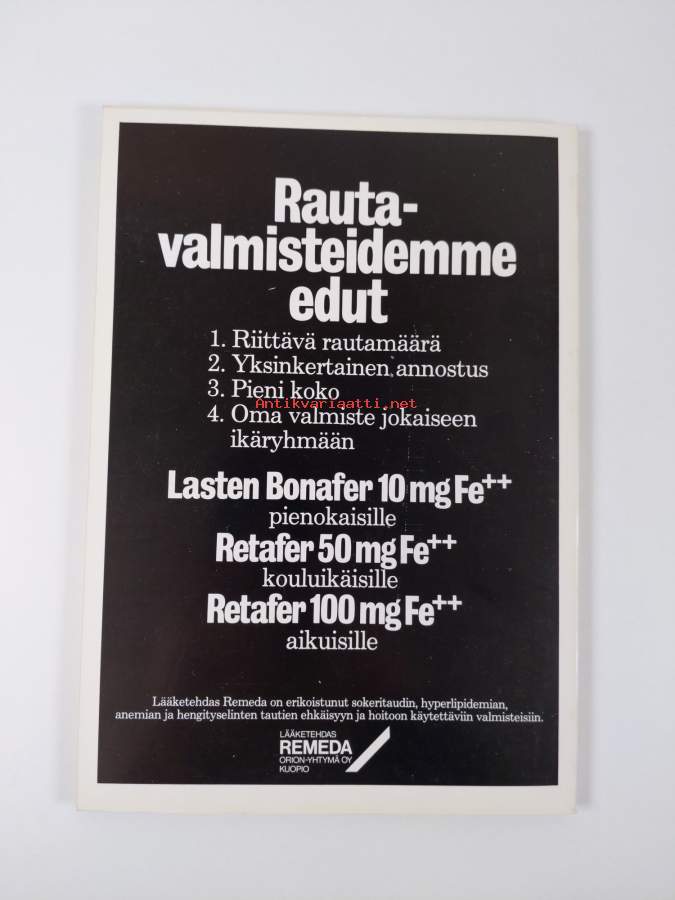 Rauta-
valmisteidemme
edut
1. Riittävä rautamäärä
2. Yksinkertainen annostus
3. Pieni koko
Antikvariaatti.net
4. Oma valmiste jokaiseen
ikäryhmään
Lasten Bonafer 10 mg Fe++
pienokaisille
Retafer 50 mg Fe++
kouluikäisille
Retafer 100 mg Fe++
aikuisille
Lääketehdas Remeda on erikoistunut sokeritaudin, hyperlipidemian,
anemian ja hengityselinten tautien ehkäisyyn ja hoitoon käytettäviin valmisteisiin.
LÄÄKETEHDAS
REMEDA
ORION-YHTYMÄ OY
KUOPIO